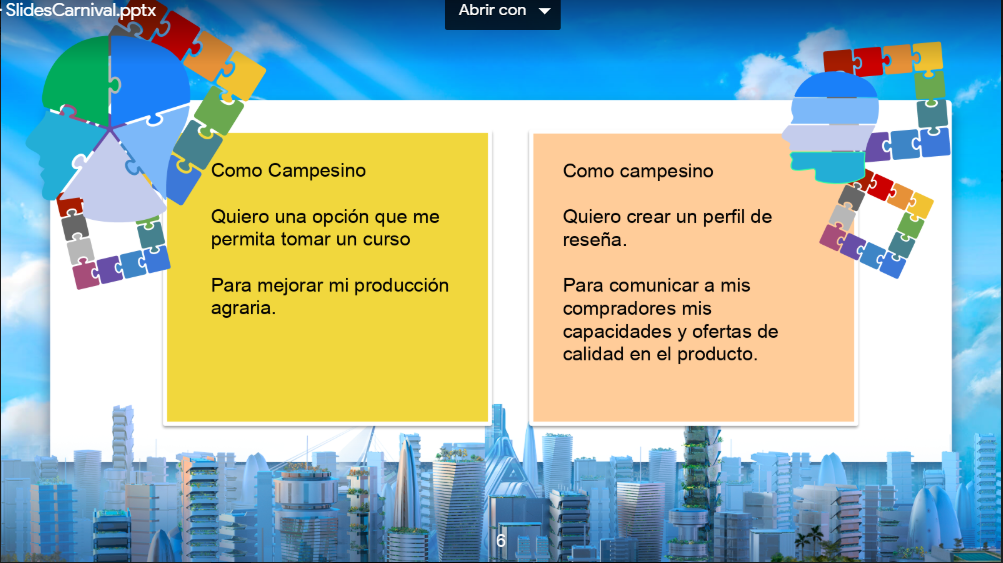 SlidesCarnival.pptx
Abrir con
Como Campesino
Quiero una opción que me
permita tomar un curso
Para mejorar mi producción
agraria.
Como campesino
Quiero crear un perfil de
reseña.
Para comunicar a mis
compradores mis
capacidades y ofertas de
calidad en el producto.
6